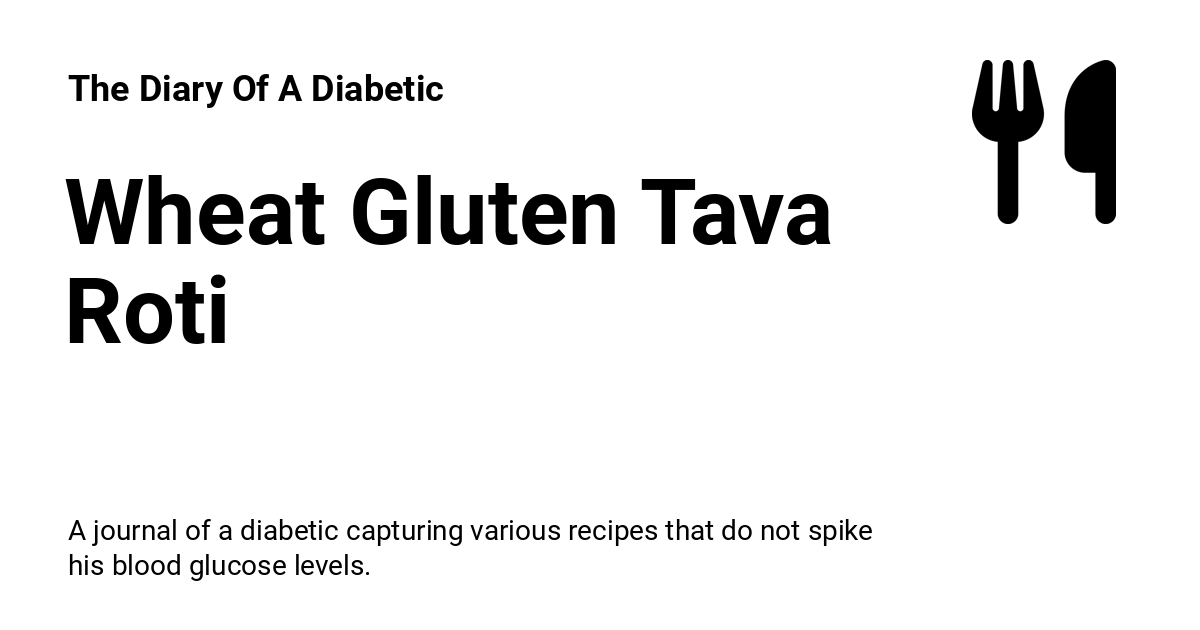 The Diary Of A Diabetic
Wheat Gluten Tava
Roti
A journal of a diabetic capturing various recipes that do not spike
his blood glucose levels.